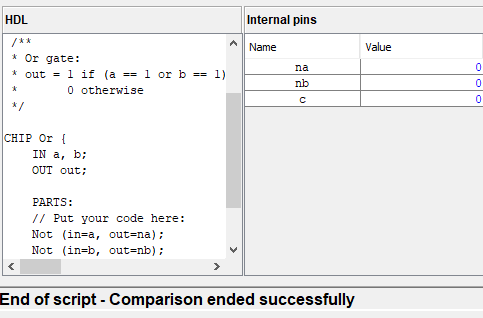 HDL
Internal pins
/**
* Or gate:
* out = 1 if (a == 1 or b == 1)
*       0 otherwise
*/
CHIP Or {
    IN a, b;
    OUT out;
    PARTS:
    // Put your code here:
    Not (in=a, out=na);
    Not (in=b, out=nb);
Name Value
na 0
nb 0
c 0
End of script - Comparison ended successfully